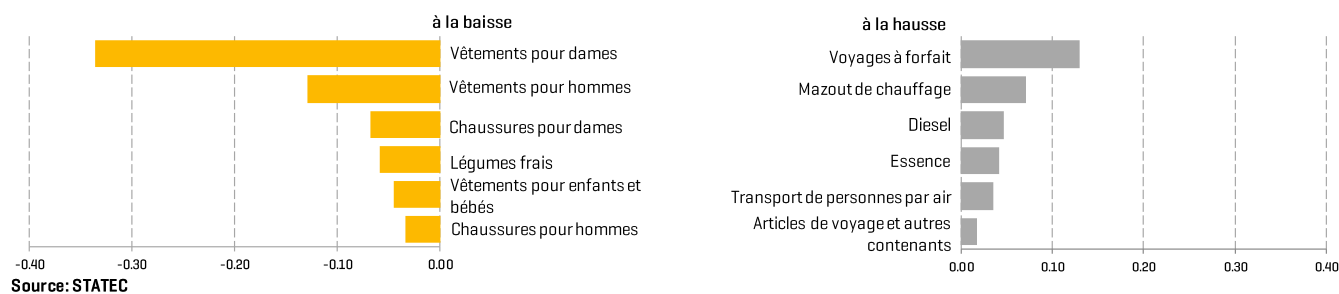 à la baisse
Vêtements pour dames
Vêtements pour hommes
Chaussures pour dames
Légumes frais
Vêtements pour enfants et
bébés
Chaussures pour hommes
-0.40 -0.30 -0.20 -0.10 0.00
Source: STATEC
à la hausse
Voyages à forfait
Mazout de chauffage
Diesel
Essence
Transport de personnes par air
Articles de voyage et autres
contenants
0.00 0.10 0.20 0.30 0.40